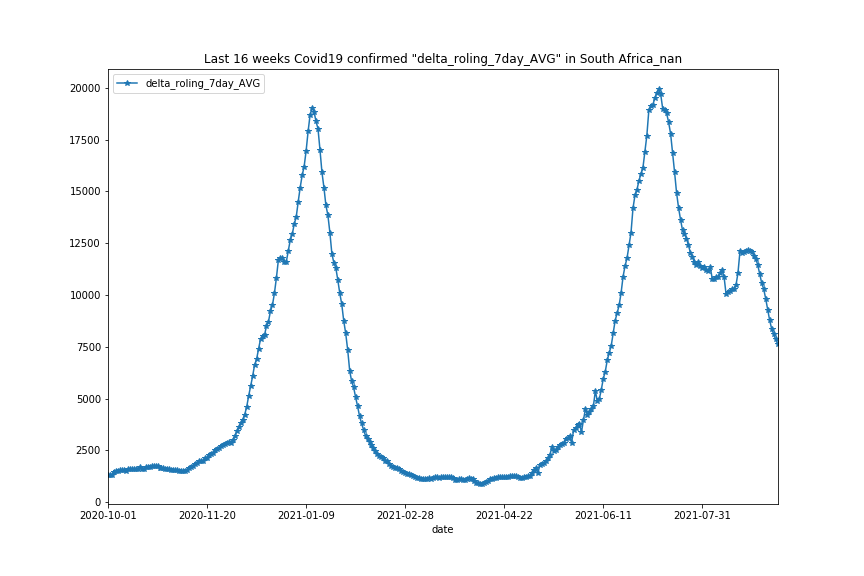 Last 16 weeks Covid19 confirmed "delta_roling_7day_AVG" in South Africa_nan
delta_roling_7day_AVG
20000
17500
15000
12500
10000
7500
5000
2500
0
2020-10-01 2020-11-20 2021-01-09 2021-02-28 2021-04-22 2021-06-11 2021-07-31
date